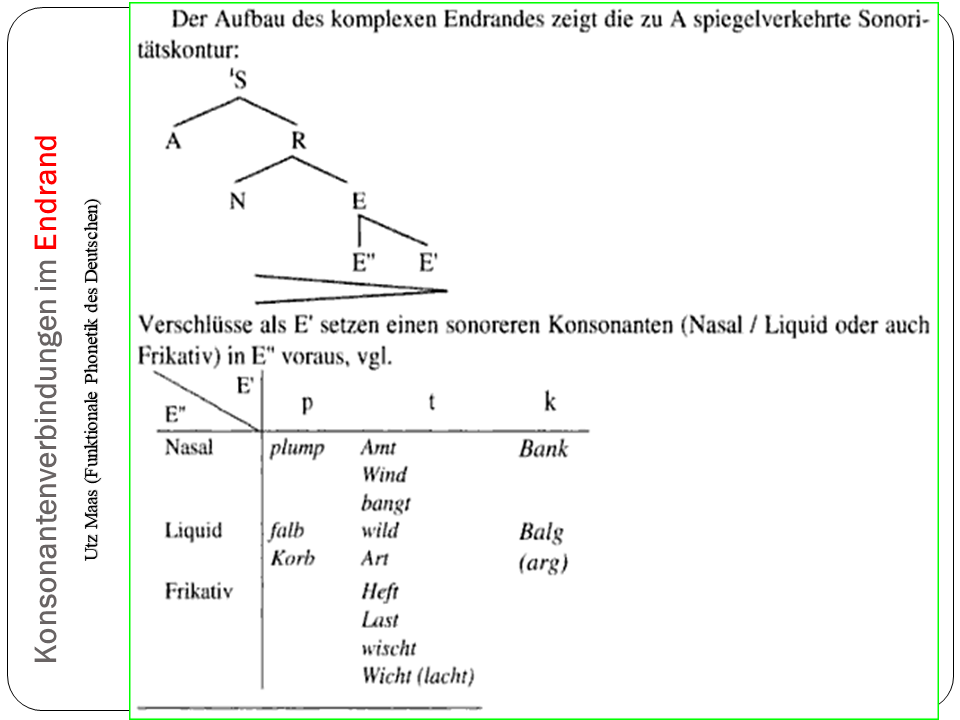 Konsonantenverbindungen im Endrand
Utz Maas (Funktionale Phonetik des Deutschen)
Der Aufbau des komplexen Endrandes zeigt die zu A spiegelverkehrte Sonori-
tätskontur:
'S
A R
N E
E" E'
Verschlüsse als E' setzen einen sonoreren Konsonanten (Nasal / Liquid oder auch
Frikativ) in E" voraus, vgl.
E' p t k
E"
Nasal plump Amt Bank
Wind
bangt
Liquid falb wild Balg
Korb Art (arg)
Frikativ Heft
Last
wischt
Wicht (lacht)